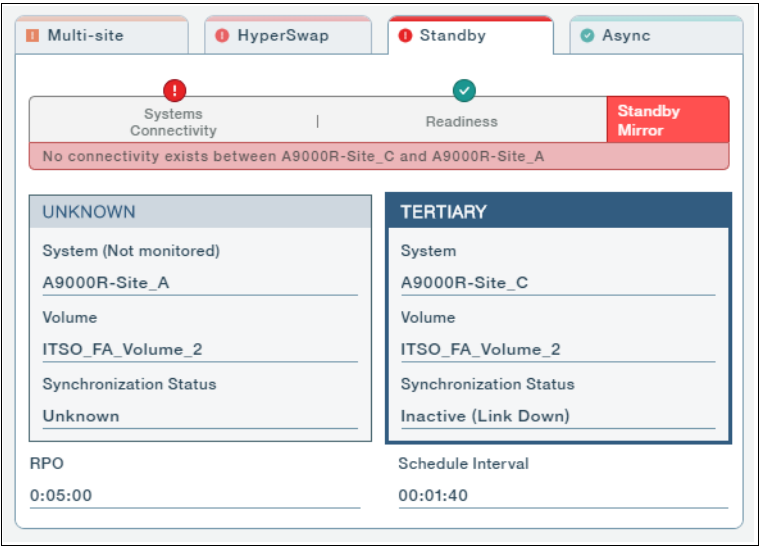 Multi-site
HyperSwap
Standby
Async
Systems
Connectivity
Readiness
Standby
Mirror
No connectivity exists between A9000R-Site_C and A9000R-Site_A
UNKNOWN
System (Not monitored)
A9000R-Site_A
Volume
ITSO_FA_Volume_2
Synchronization Status
Unknown
TERTIARY
System
A9000R-Site_C
Volume
ITSO_FA_Volume_2
Synchronization Status
Inactive (Link Down)
RPO
0:05:00
Schedule Interval
00:01:40